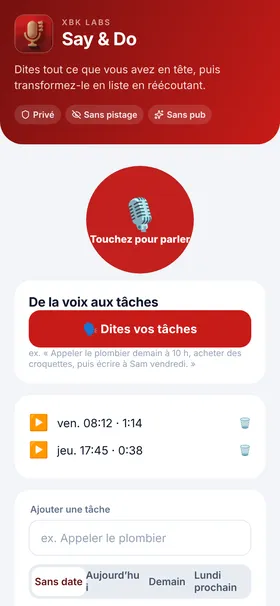 XBK LABS
Say & Do
Dites tout ce que vous avez en tête, puis
transformez-le en liste en réécoutant.
Privé
Sans pistage
Sans pub
Touchez pour parler
De la voix aux tâches
Dites vos tâches
ex. « Appeler le plombier demain à 10 h, acheter des
croquettes, puis écrire à Sam vendredi. »
ven. 08:12 · 1:14
jeu. 17:45 · 0:38
Ajouter une tâche
ex. Appeler le plombier
Sans date
Aujourd’hu
i
Demain
Lundi
prochain